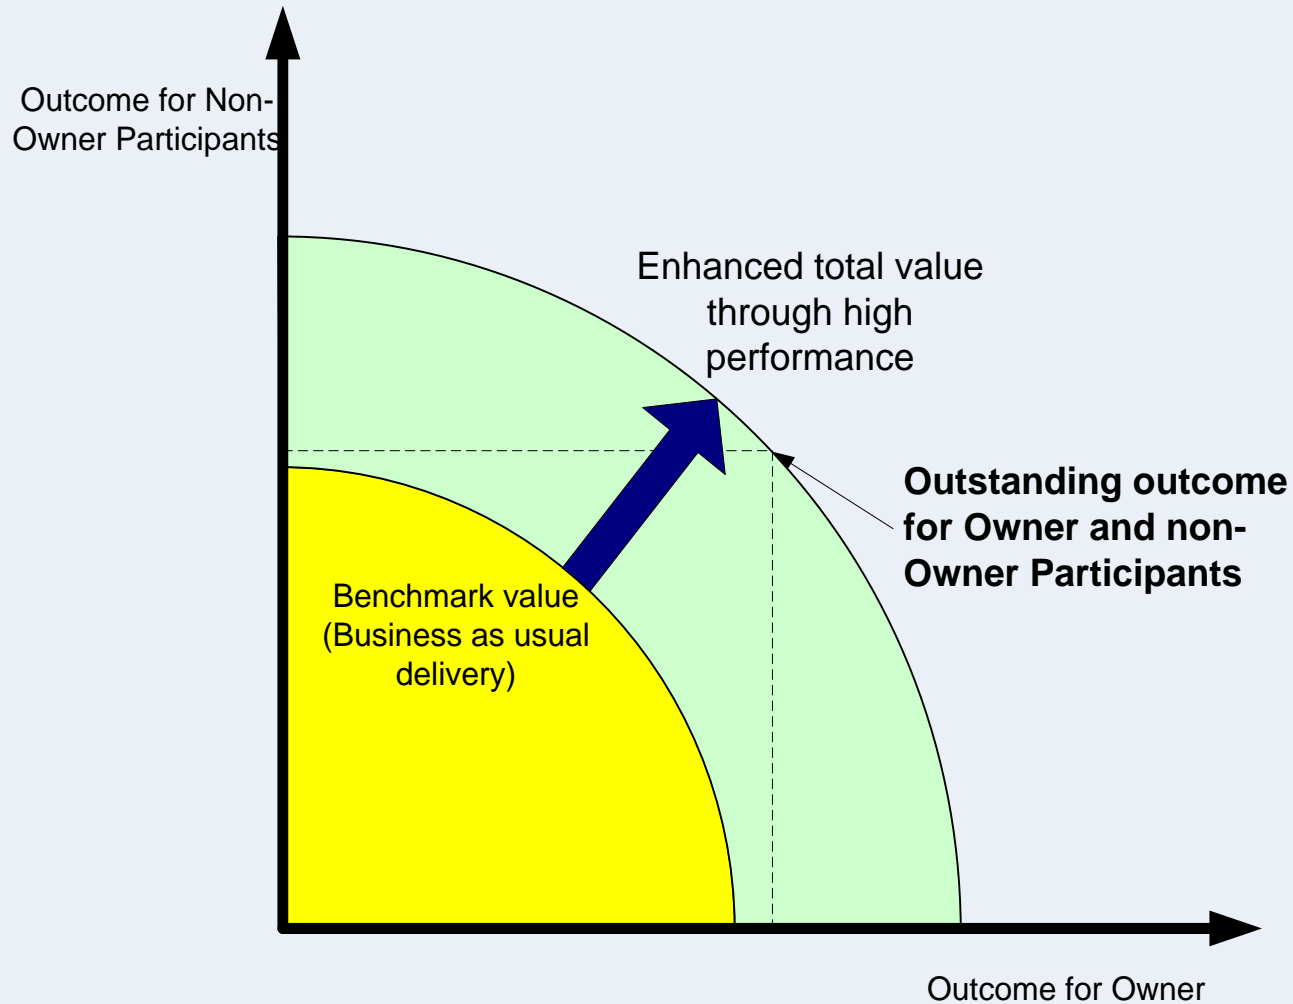 Outcome for Non-
Owner Participants
Enhanced total value
through high
performance
Outstanding outcome
for Owner and non-
Owner Participants
Benchmark value
(Business as usual
delivery)
Outcome for Owner